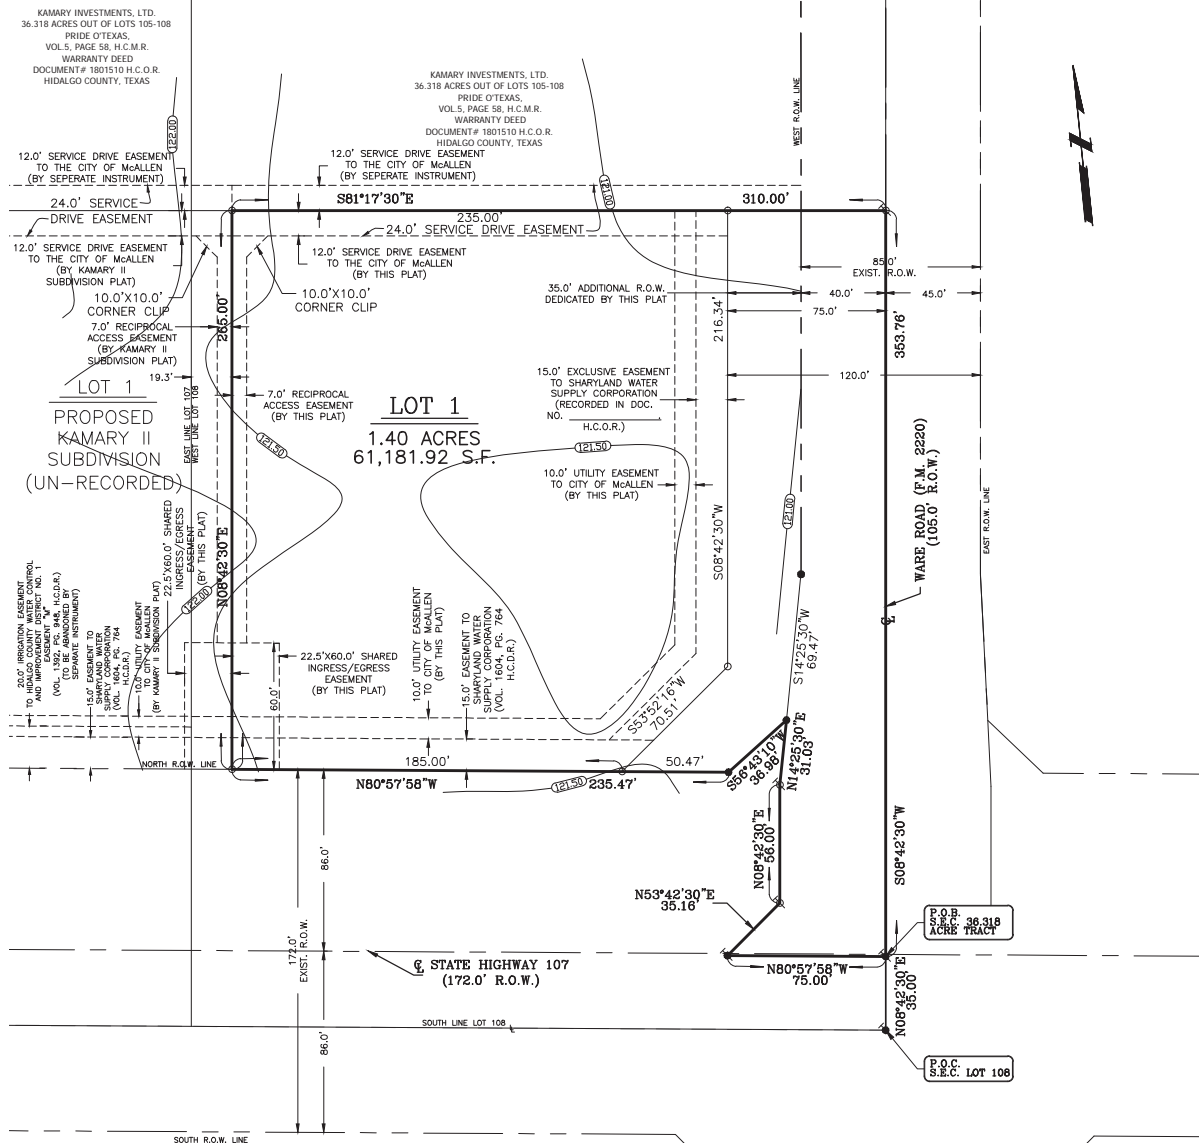 KAMARY INVESTMENTS, LTD.
36.318 ACRES OUT OF LOTS 105-108
PRIDE O'TEXAS,
VOL.5, PAGE 58, H.C.M.R.
WARRANTY DEED
DOCUMENT# 1801510 H.C.O.R.
HIDALGO COUNTY, TEXAS
KAMARY INVESTMENTS, LTD.
36.318 ACRES OUT OF LOTS 105-108
PRIDE O'TEXAS,
VOL.5, PAGE 58, H.C.M.R.
WARRANTY DEED
DOCUMENT# 1801510 H.C.O.R.
HIDALGO COUNTY, TEXAS
122.00
WEST R.O.W. LINE
12.0' SERVICE DRIVE EASEMENT
TO THE CITY OF McALLEN
(BY SEPERATE INSTRUMENT)
12.0' SERVICE DRIVE EASEMENT
TO THE CITY OF McALLEN
(BY SEPERATE INSTRUMENT)
121.00
24.0' SERVICE
DRIVE EASEMENT
S81°17'30"E
310.00'
235.00'
24.0' SERVICE DRIVE EASEMENT
12.0' SERVICE DRIVE EASEMENT
TO THE CITY OF McALLEN
(BY KAMARY II
SUBDIVISION PLAT)
12.0' SERVICE DRIVE EASEMENT
TO THE CITY OF McALLEN
(BY THIS PLAT)
85.0'
EXIST. R.O.W.
10.0'X10.0'
CORNER CLIP
10.0'X10.0'
CORNER CLIP
35.0' ADDITIONAL R.O.W.
DEDICATED BY THIS PLAT
40.0'
45.0'
75.0'
265.00'
216.34'
353.76'
7.0' RECIPROCAL
ACCESS EASEMENT
(BY KAMARY II
SUBDIVISION PLAT)
19.3'
120.0'
15.0' EXCLUSIVE EASEMENT
TO SHARYLAND WATER
SUPPLY CORPORATION
(RECORDED IN DOC.
NO.
H.C.O.R.)
LOT 1
PROPOSED
KAMARY II
SUBDIVISION
(UN-RECORDED)
EAST LINE LOT 107
WEST LINE LOT 108
7.0' RECIPROCAL
ACCESS EASEMENT
(BY THIS PLAT)
LOT 1
1.40 ACRES
61,181.92 S.F.
121.50
121.50
10.0' UTILITY EASEMENT
TO CITY OF McALLEN
(BY THIS PLAT)
121.00
WARE ROAD (F.M. 2220)
(105.0' R.O.W.)
EAST R.O.W. LINE
22.5'X60.0' SHARED
INGRESS/EGRESS
EASEMENT
(BY THIS PLAT)
N08°42'30"E
S08°42'30"W
122.00
20.0' IRRIGATION EASEMENT
TO HIDALGO COUNTY WATER CONTROL
AND IMPROVEMENT DISTRICT NO. 1
EASEMENT "M"
(VOL. 1392, PG. 948, H.C.D.R.)
(TO BE ABANDONED BY
SEPARATE INSTRUMENT)
15.0' EASEMENT TO
SHARYLAND WATER
SUPPLY CORPORATION
(VOL. 1604, PG. 764
H.C.D.R.)
10.0' UTILITY EASEMENT
TO CITY OF McALLEN
(BY KAMARY II SUBDIVISION PLAT)
22.5'X60.0' SHARED
INGRESS/EGRESS
EASEMENT
(BY THIS PLAT)
60.0'
10.0' UTILITY EASEMENT
TO CITY OF McALLEN
(BY THIS PLAT)
15.0' EASEMENT TO
SHARYLAND WATER
SUPPLY CORPORATION
(VOL. 1604, PG. 764
H.C.D.R.)
S14°25'30"W
69.47'
S53°52'16"W
70.51'
NORTH R.O.W. LINE
185.00'
50.47'
N80°57'58"W
121.50
235.47'
S56°43'10"W
36.98'
N14°25'30"E
31.03'
N08°42'30"E
56.00'
S08°42'30"W
86.0'
N53°42'30"E
35.16'
P.O.B.
S.E.C. 36.318
ACRE TRACT
172.0'
EXIST. R.O.W.
℄ STATE HIGHWAY 107
(172.0' R.O.W.)
N80°57'58"W
75.00'
N08°42'30"E
35.00'
SOUTH LINE LOT 108
86.0'
P.O.C.
S.E.C. LOT 108
SOUTH R.O.W. LINE